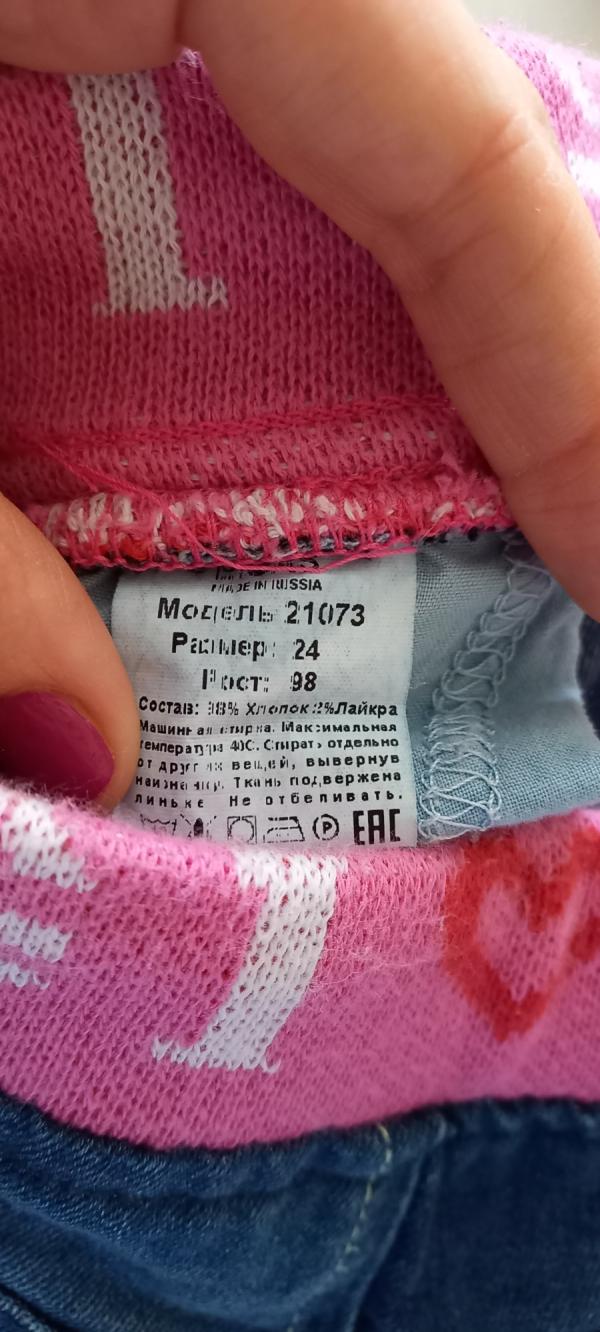 MADE IN RUSSIA
Модель 21073
Размер: 24
Рост: 98
Состав: 98% Хлопок 2%Лайкра
Машинная стирка. Максимальная
температура 40С. Стирать отдельно
от других вещей, вывернув
наизнанку. Ткань подвержена
линьке Не отбеливать.
P EAC